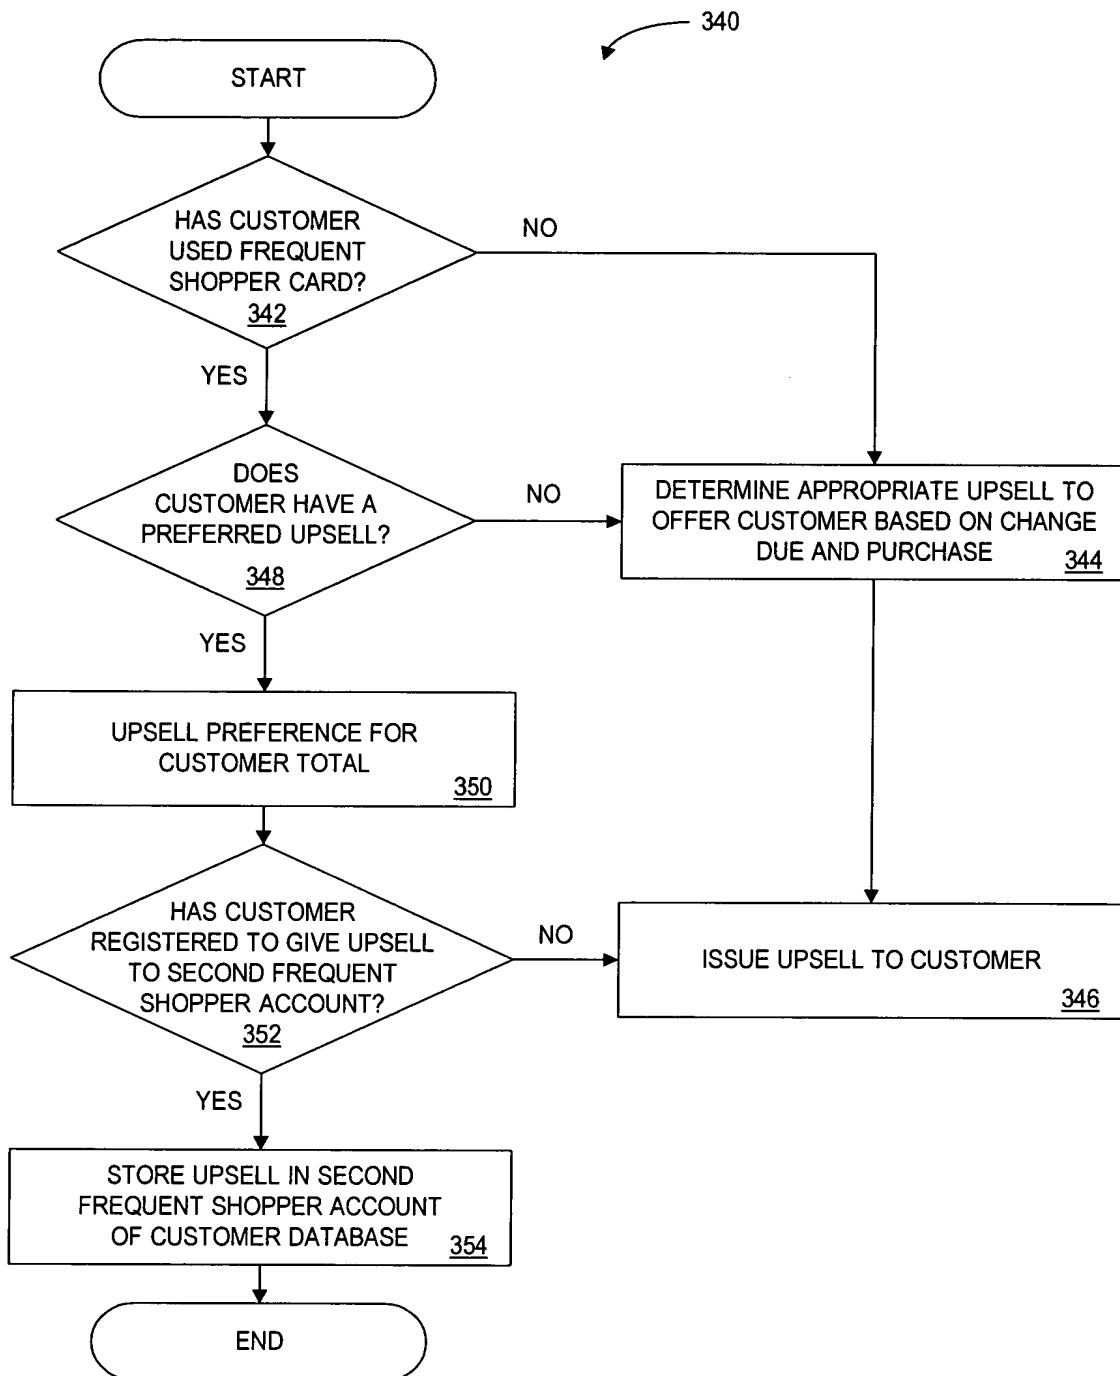 340
START
HAS CUSTOMER
USED FREQUENT
SHOPPER CARD?
342
NO
YES
DOES
CUSTOMER HAVE A
PREFERRED UPSELL?
348
NO
DETERMINE APPROPRIATE UPSELL TO
OFFER CUSTOMER BASED ON CHANGE
DUE AND PURCHASE
344
YES
UPSELL PREFERENCE FOR
CUSTOMER TOTAL
350
HAS CUSTOMER
REGISTERED TO GIVE UPSELL
TO SECOND FREQUENT
SHOPPER ACCOUNT?
352
NO
ISSUE UPSELL TO CUSTOMER
346
YES
STORE UPSELL IN SECOND
FREQUENT SHOPPER ACCOUNT
OF CUSTOMER DATABASE
354
END